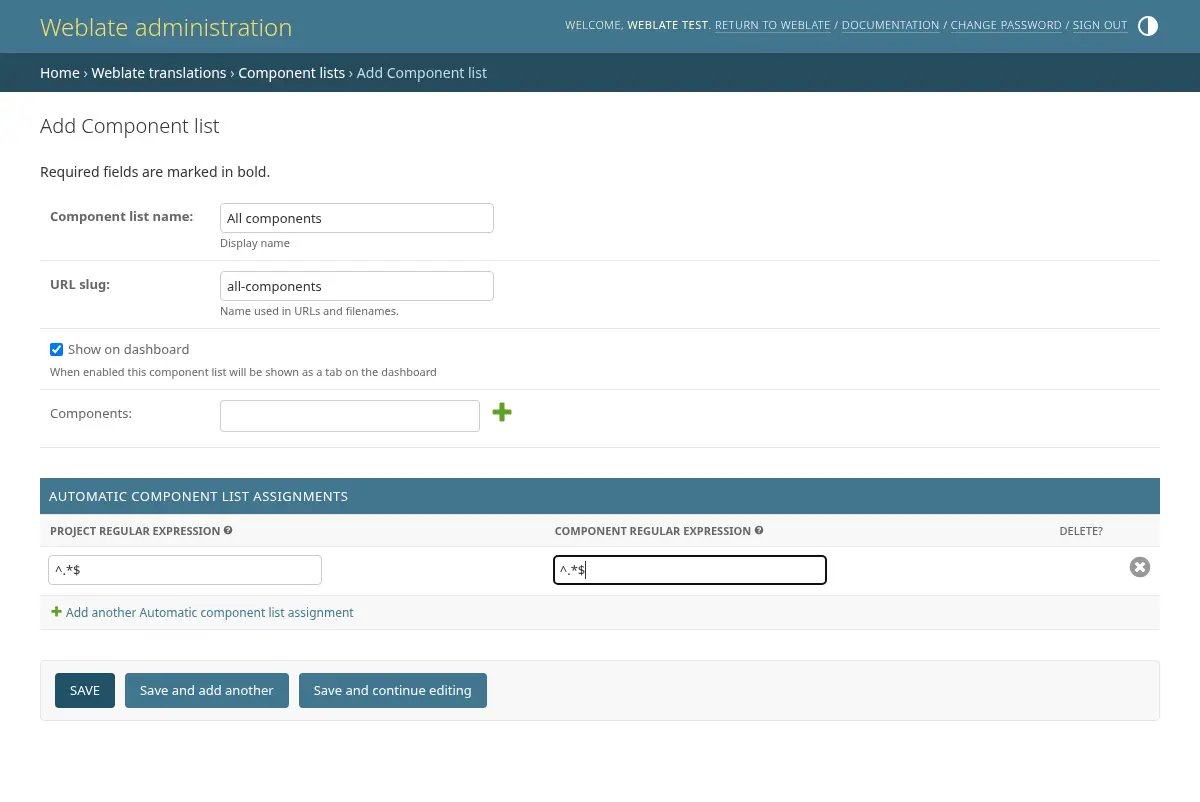 Weblate administration
WELCOME, WEBLATE TEST. RETURN TO WEBLATE / DOCUMENTATION / CHANGE PASSWORD / SIGN OUT
Home › Weblate translations › Component lists › Add Component list
Add Component list
Required fields are marked in bold.
Component list name: All components
Display name
URL slug: all-components
Name used in URLs and filenames.
Show on dashboard
When enabled this component list will be shown as a tab on the dashboard
Components:
AUTOMATIC COMPONENT LIST ASSIGNMENTS
PROJECT REGULAR EXPRESSION ? COMPONENT REGULAR EXPRESSION ? DELETE?
^.*$ ^.*$
Add another Automatic component list assignment
SAVE Save and add another Save and continue editing